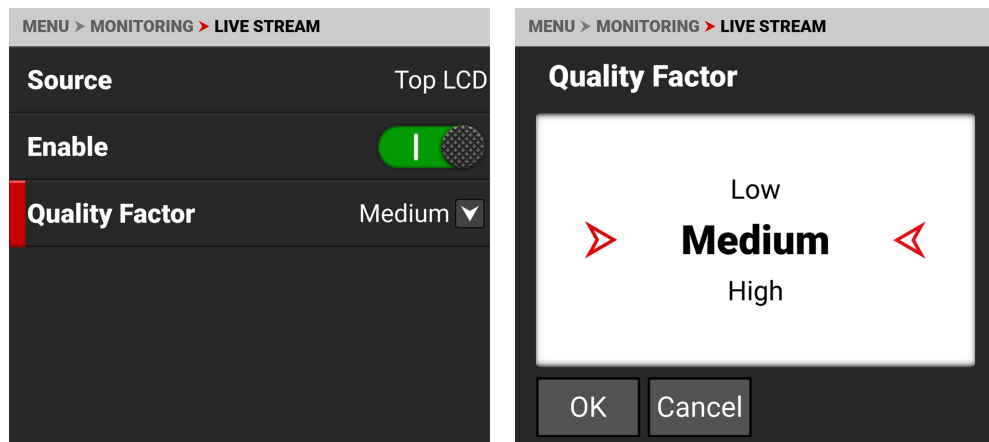 MENU > MONITORING > LIVE STREAM
Source Top LCD
Enable
Quality Factor Medium
MENU > MONITORING > LIVE STREAM
Quality Factor
Low
Medium
High
OK Cancel